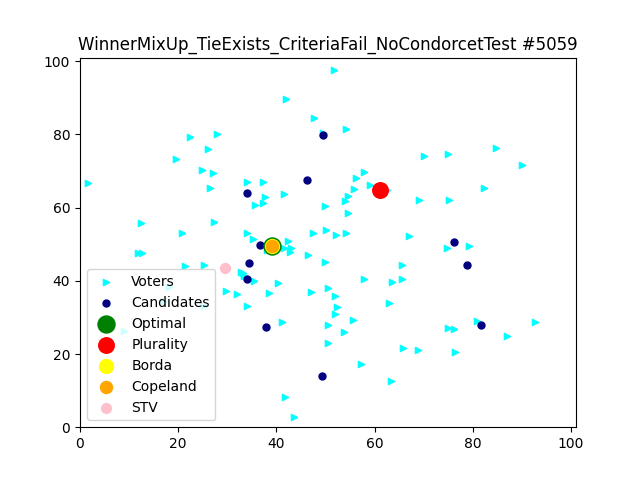 WinnerMixUp_TieExists_CriteriaFail_NoCondorcetTest #5059
100
80
60
40
20
0
Voters
Candidates
Optimal
Plurality
Borda
Copeland
STV
0 20 40 60 80 100